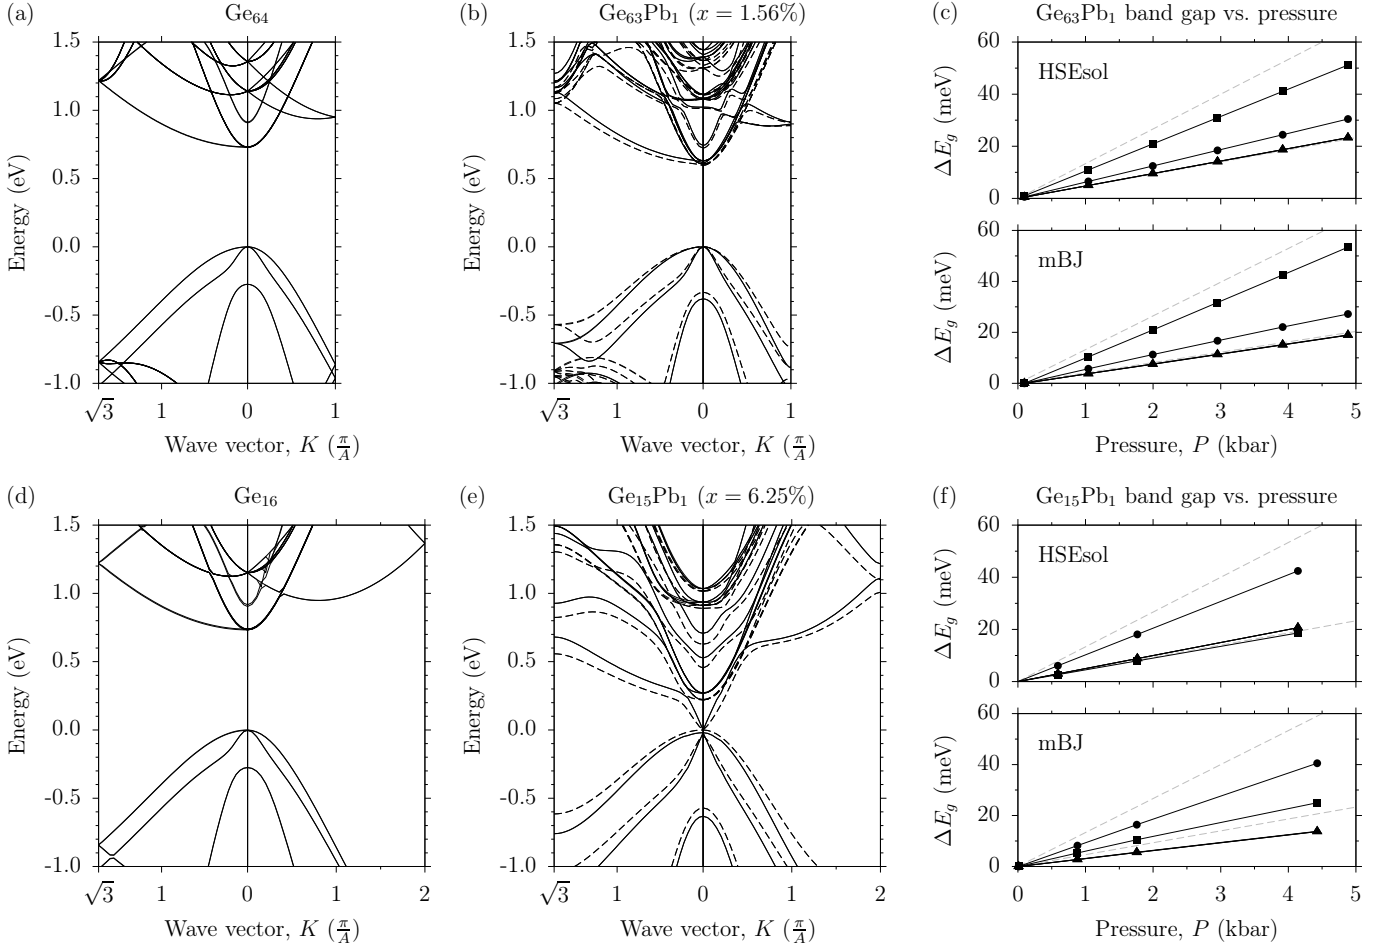 (a)
Ge₆₄
1.5
1.0
0.5
0.0
-0.5
-1.0
Energy (eV)
√3
1
0
1
Wave vector, K (π/A)
(b)
Ge₆₃Pb₁ (x = 1.56%)
1.5
1.0
0.5
0.0
-0.5
-1.0
Energy (eV)
√3
1
0
1
Wave vector, K (π/A)
(c)
Ge₆₃Pb₁ band gap vs. pressure
HSEsol
60
40
20
0
ΔE_g (meV)
mBJ
60
40
20
0
ΔE_g (meV)
0
1
2
3
4
5
Pressure, P (kbar)
(d)
Ge₁₆
1.5
1.0
0.5
0.0
-0.5
-1.0
Energy (eV)
√3
1
0
1
2
Wave vector, K (π/A)
(e)
Ge₁₅Pb₁ (x = 6.25%)
1.5
1.0
0.5
0.0
-0.5
-1.0
Energy (eV)
√3
1
0
1
2
Wave vector, K (π/A)
(f)
Ge₁₅Pb₁ band gap vs. pressure
HSEsol
60
40
20
0
ΔE_g (meV)
mBJ
60
40
20
0
ΔE_g (meV)
0
1
2
3
4
5
Pressure, P (kbar)